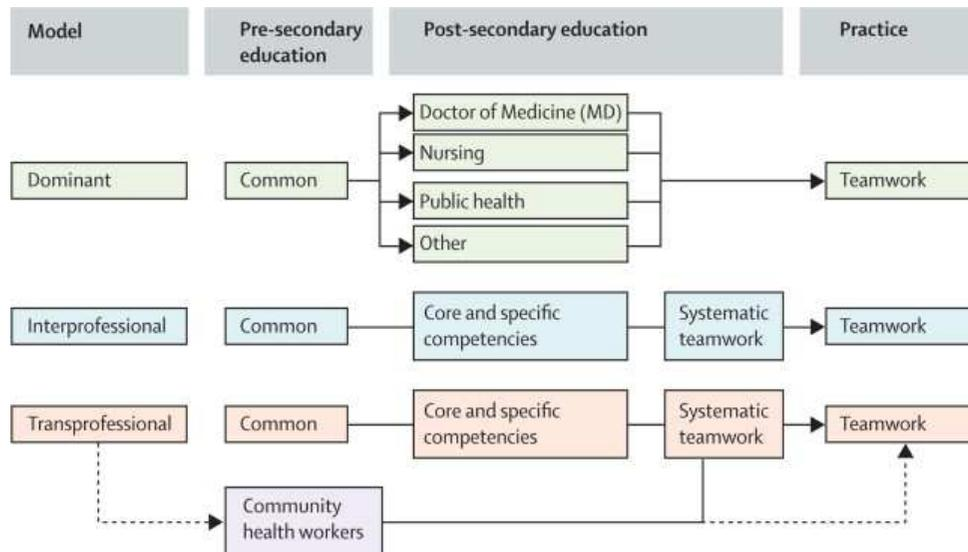 Model
Pre-secondary
education
Post-secondary education
Practice
Dominant
Common
Doctor of Medicine (MD)
Nursing
Public health
Other
Teamwork
Interprofessional
Common
Core and specific
competencies
Systematic
teamwork
Teamwork
Transprofessional
Common
Core and specific
competencies
Systematic
teamwork
Teamwork
Community
health workers